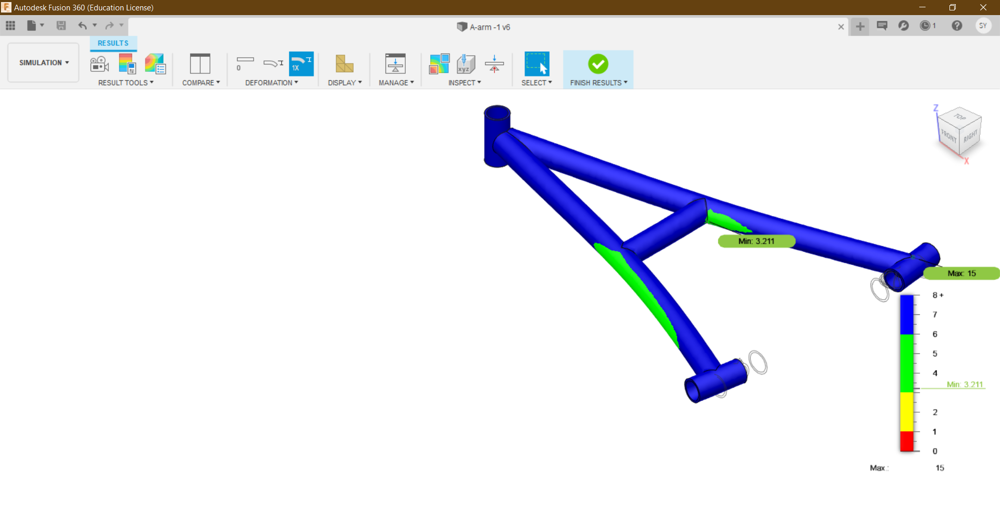 Autodesk Fusion 360 (Education License)
A-arm -1 v6
1
SY
RESULTS
SIMULATION
0
1X
xyz
RESULT TOOLS
COMPARE
DEFORMATION
DISPLAY
MANAGE
INSPECT
SELECT
FINISH RESULTS
Z
TOP
FRONT
RIGHT
X
Min: 3.211
Max: 15
8 +
7
6
5
4
Min: 3.211
2
1
0
Max.: 15